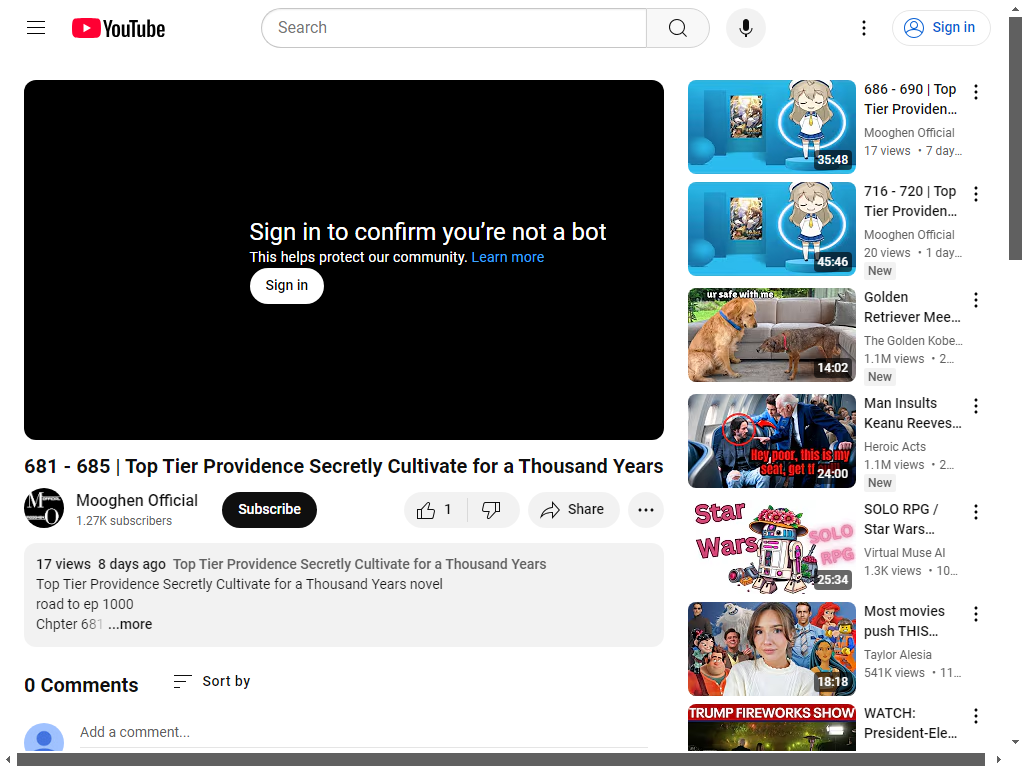 YouTube
Search
Sign in
Sign in to confirm you're not a bot
This helps protect our community. Learn more
Sign in
681 - 685 | Top Tier Providence Secretly Cultivate for a Thousand Years
Mooghen Official
1.27K subscribers
Subscribe
1
Share
17 views 8 days ago Top Tier Providence Secretly Cultivate for a Thousand Years
Top Tier Providence Secretly Cultivate for a Thousand Years novel
road to ep 1000
Chpter 681 ...more
0 Comments
Sort by
Add a comment...
35:48
686 - 690 | Top
Tier Providen...
Mooghen Official
17 views • 7 day...
45:46
716 - 720 | Top
Tier Providen...
Mooghen Official
20 views • 1 day...
New
ur safe with me
14:02
Golden
Retriever Mee...
The Golden Kobe...
1.1M views • 2...
New
Hey poor, this is my
seat, get
24:00
Man Insults
Keanu Reeves...
Heroic Acts
1.1M views • 2...
New
Star
Wars
SOLO
RPG
25:34
SOLO RPG /
Star Wars...
Virtual Muse AI
1.3K views • 10...
18:18
Most movies
push THIS...
Taylor Alesia
541K views • 11...
TRUMP FIREWORKS SHOW
WATCH:
President-Ele...